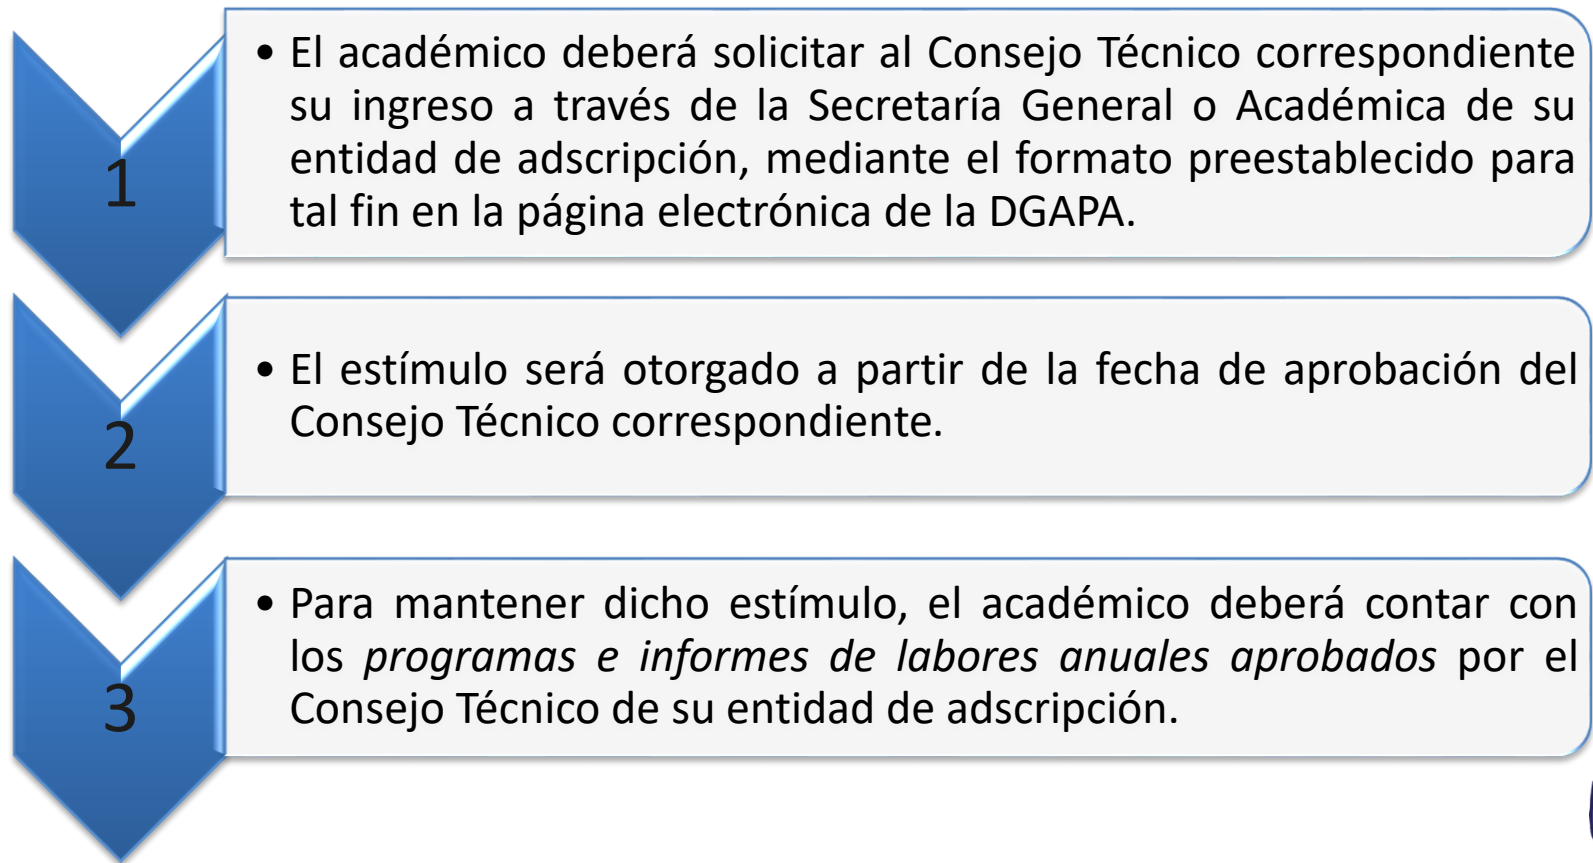 1
• El académico deberá solicitar al Consejo Técnico correspondiente
su ingreso a través de la Secretaría General o Académica de su
entidad de adscripción, mediante el formato preestablecido para
tal fin en la página electrónica de la DGAPA.
2
• El estímulo será otorgado a partir de la fecha de aprobación del
Consejo Técnico correspondiente.
3
• Para mantener dicho estímulo, el académico deberá contar con
los programas e informes de labores anuales aprobados por el
Consejo Técnico de su entidad de adscripción.